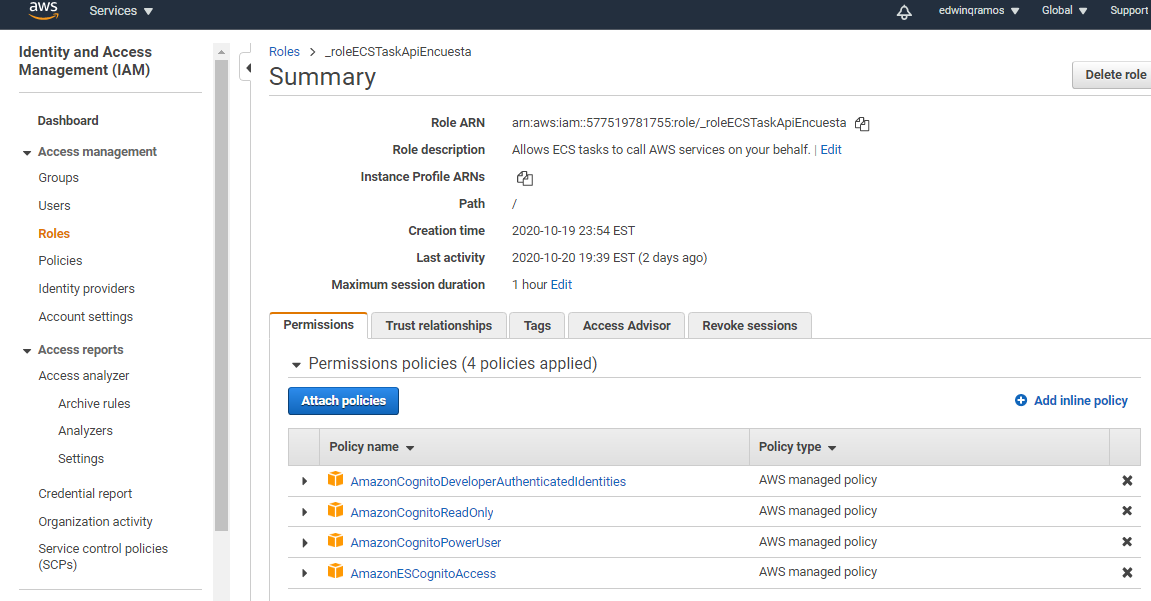 aws
Services
edwinqramos
Global
Support
Identity and Access
Management (IAM)
Dashboard
Access management
Groups
Users
Roles
Policies
Identity providers
Account settings
Access reports
Access analyzer
Archive rules
Analyzers
Settings
Credential report
Organization activity
Service control policies
(SCPs)
Roles > _roleECSTaskApiEncuesta
Summary
Delete role
Role ARN arn:aws:iam::577519781755:role/_roleECSTaskApiEncuesta
Role description Allows ECS tasks to call AWS services on your behalf. | Edit
Instance Profile ARNs
Path /
Creation time 2020-10-19 23:54 EST
Last activity 2020-10-20 19:39 EST (2 days ago)
Maximum session duration 1 hour Edit
Permissions Trust relationships Tags Access Advisor Revoke sessions
Permissions policies (4 policies applied)
Attach policies Add inline policy
Policy name Policy type
AmazonCognitoDeveloperAuthenticatedIdentities AWS managed policy
AmazonCognitoReadOnly AWS managed policy
AmazonCognitoPowerUser AWS managed policy
AmazonESCognitoAccess AWS managed policy